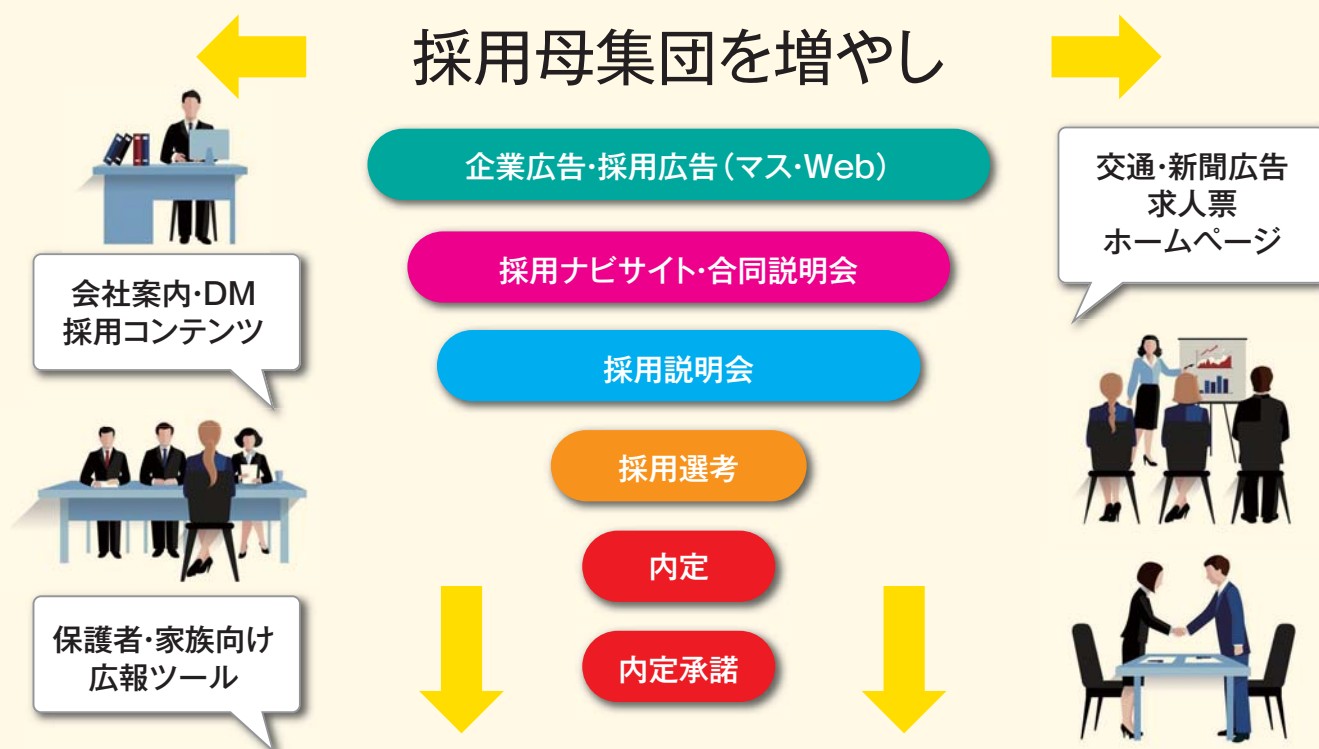 採用母集団を増やし
企業広告・採用広告（マス・Web）
交通・新聞広告
求人票
ホームページ
採用ナビサイト・合同説明会
会社案内・DM
採用コンテンツ
採用説明会
採用選考
内定
保護者・家族向け
広報ツール
内定承諾